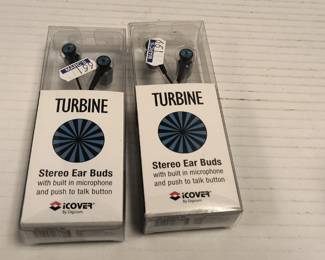 TURBINE
Stereo Ear Buds
with built in microphone
and push to talk button
iCOVER
By Digicom
TURBINE
Stereo Ear Buds
with built in microphone
and push to talk button
iCOVER
By Digicom